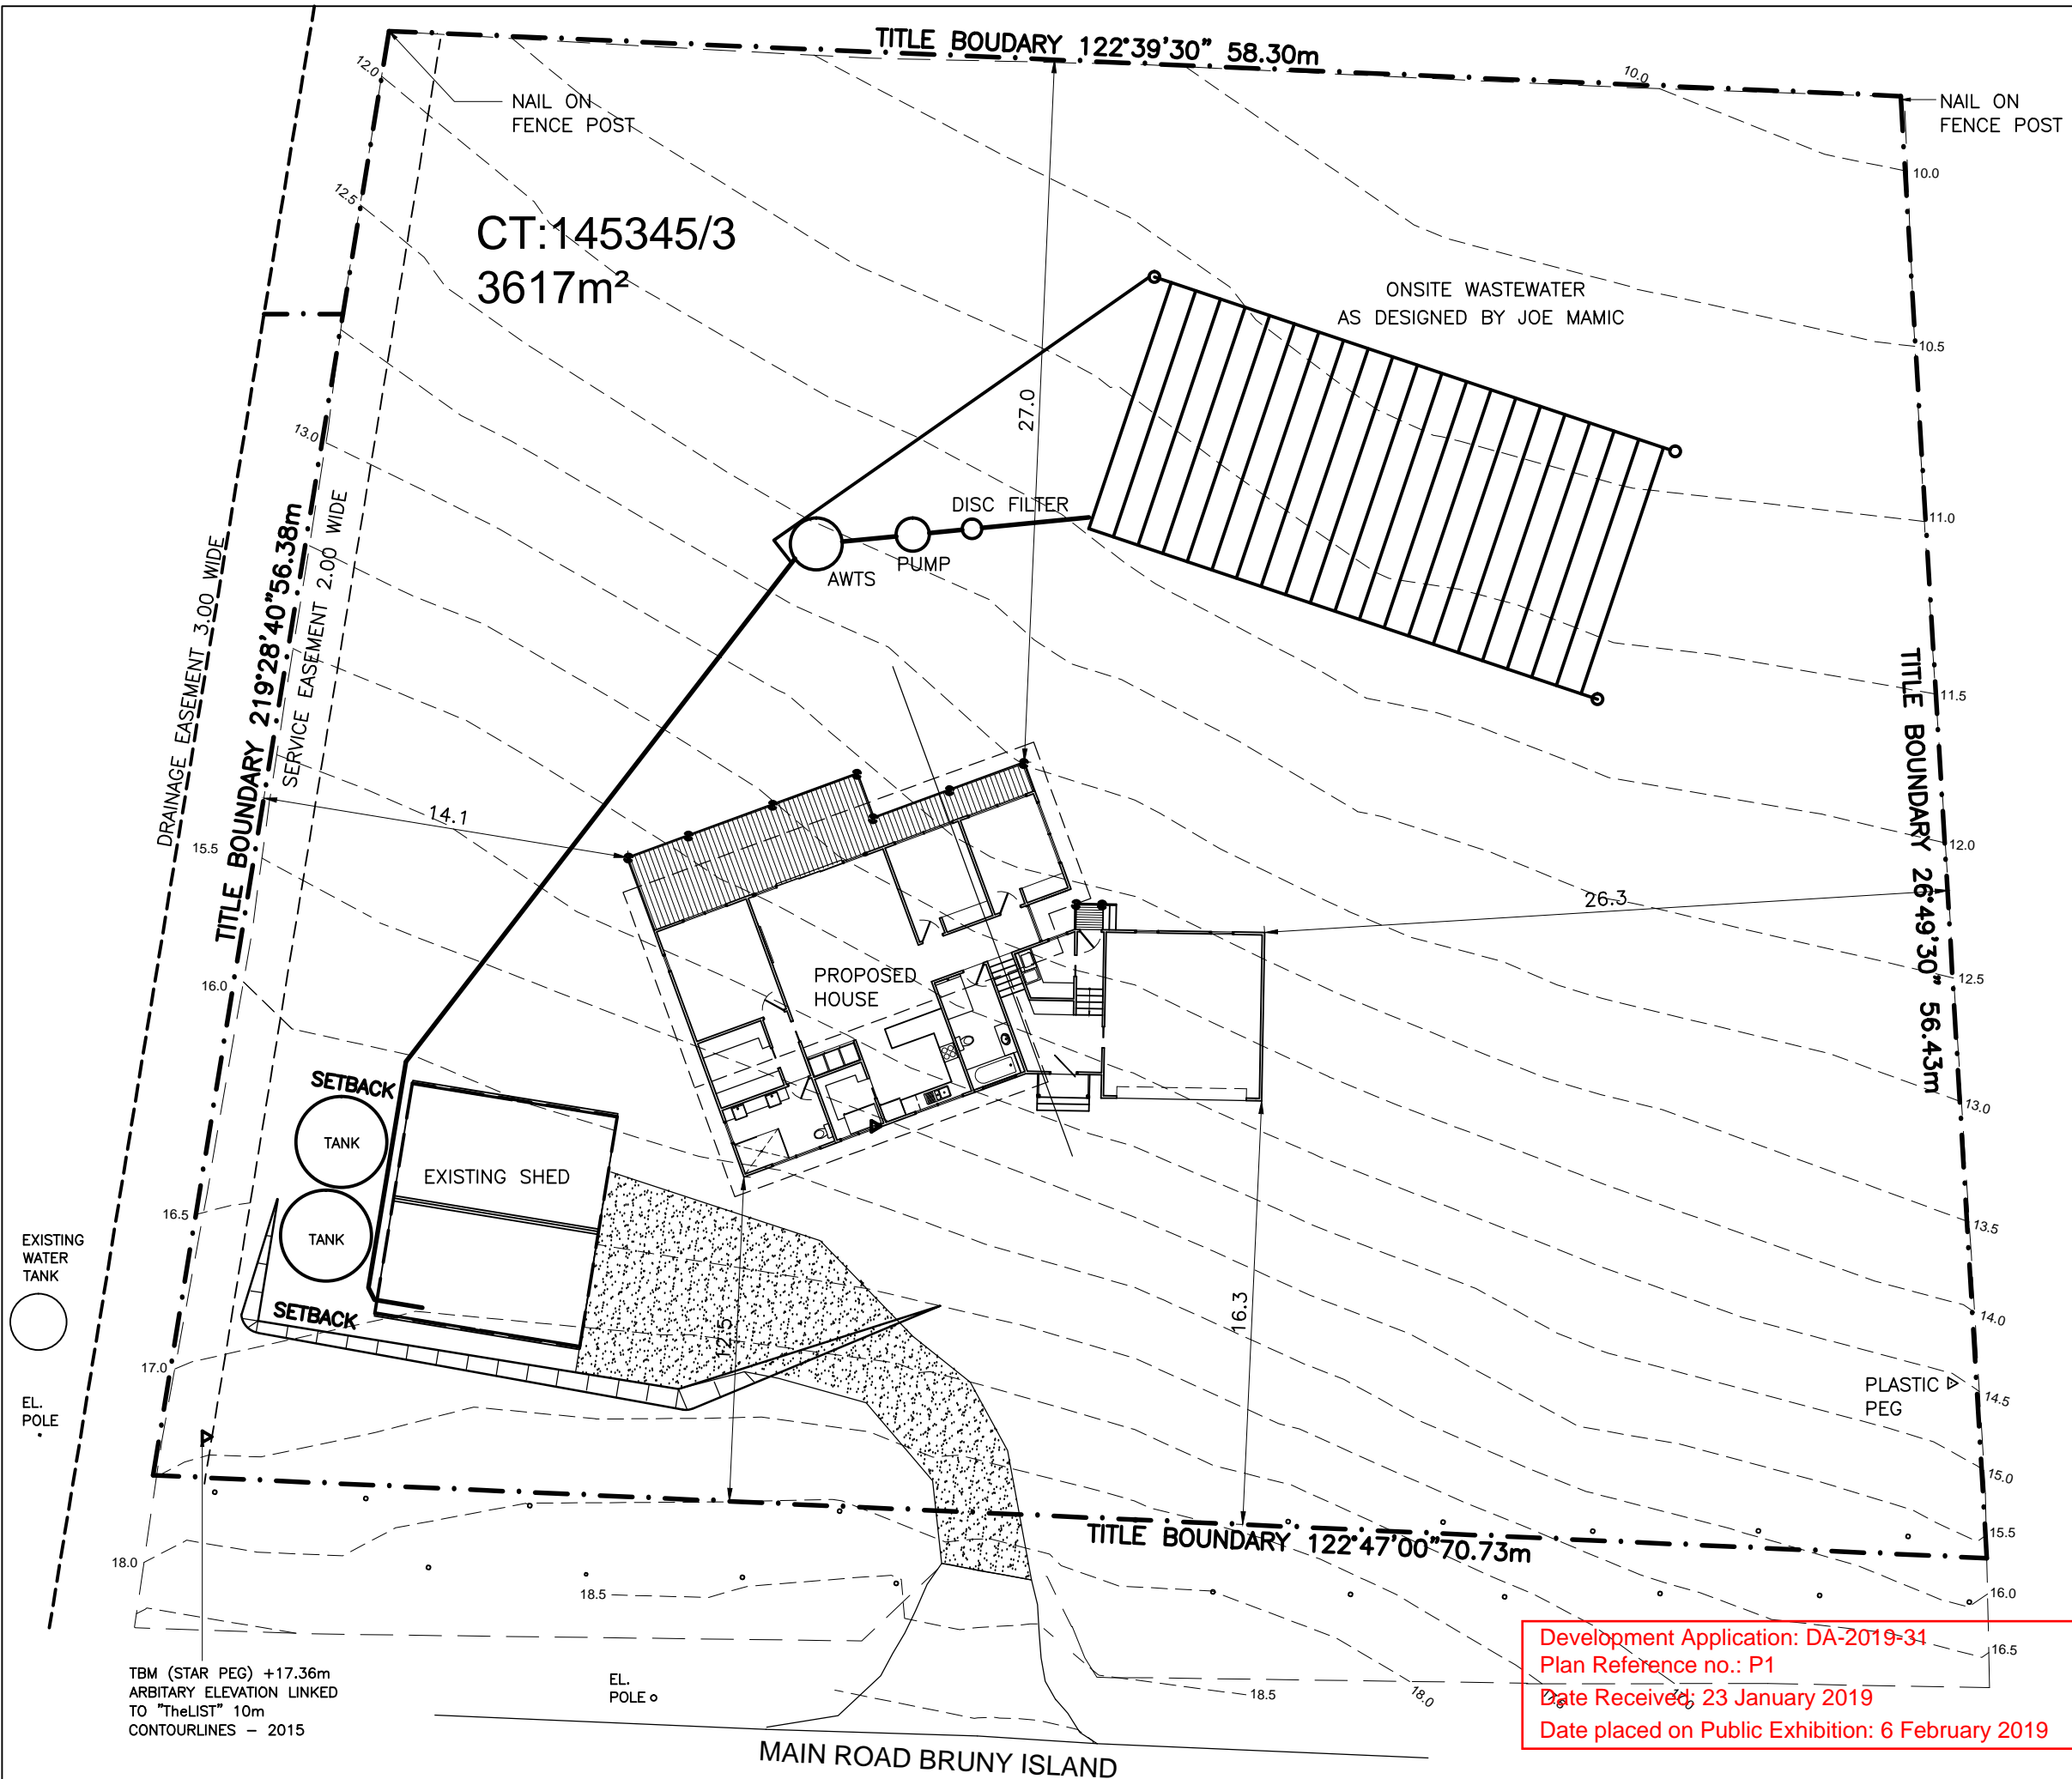 TITLE BOUDARY 122°39'30" 58.30m
NAIL ON
FENCE POST
NAIL ON
FENCE POST
12.0
10.0
10.0
12.5
CT:145345/3
3617m²
ONSITE WASTEWATER
AS DESIGNED BY JOE MAMIC
10.5
27.0
13.0
DISC FILTER
PUMP
AWTS
11.0
DRAINAGE EASEMENT 3.00 WIDE
TITLE BOUNDARY 219°28'40"56.38m
SERVICE EASEMENT 2.00 WIDE
11.5
TITLE BOUNDARY 26°49'30" 56.43m
14.1
15.5
12.0
26.3
PROPOSED
HOUSE
16.0
12.5
13.0
SETBACK
TANK
EXISTING SHED
TANK
16.5
13.5
EXISTING
WATER
TANK
SETBACK
12.5
16.3
14.0
17.0
PLASTIC
PEG
14.5
EL.
POLE
15.0
TITLE BOUNDARY 122°47'00"70.73m
15.5
18.0
18.5
16.0
16.5
TBM (STAR PEG) +17.36m
ARBITARY ELEVATION LINKED
TO "TheLIST" 10m
CONTOURLINES - 2015
EL.
POLE
18.5
18.0
Development Application: DA-2019-31
Plan Reference no.: P1
Date Received: 23 January 2019
Date placed on Public Exhibition: 6 February 2019
MAIN ROAD BRUNY ISLAND